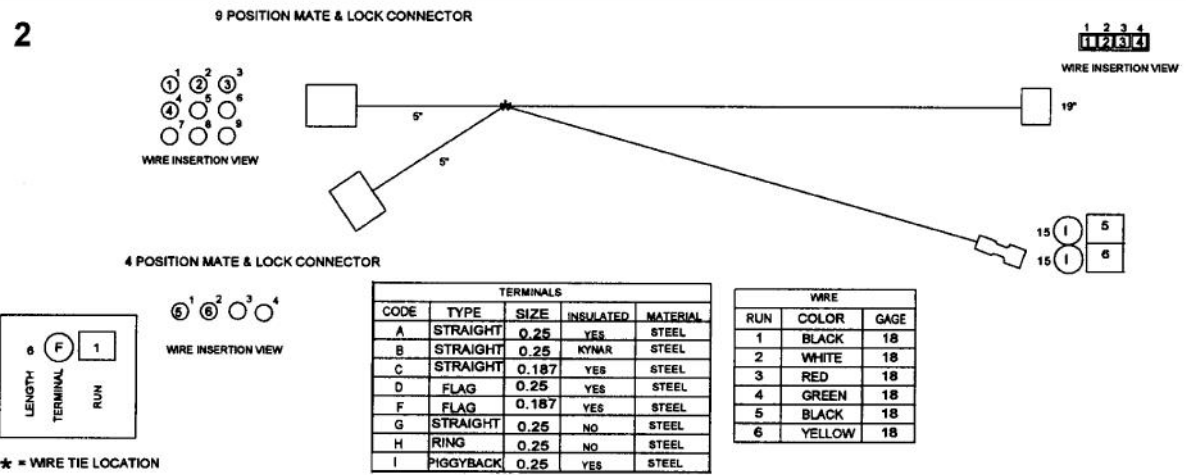 9 POSITION MATE & LOCK CONNECTOR
2
1 2 3 4
1 2 3 4
WIRE INSERTION VIEW
1 2 3
1 2 3
4 5 6
4
7 8 9
WIRE INSERTION VIEW
5"
19"
5"
15 I 5
15 I 6
4 POSITION MATE & LOCK CONNECTOR
1 2 3 4
5 6
WIRE INSERTION VIEW
6 F 1
LENGTH
TERMINAL
RUN
* = WIRE TIE LOCATION
TERMINALS
CODE TYPE SIZE INSULATED MATERIAL
A STRAIGHT 0.25 YES STEEL
B STRAIGHT 0.25 KYNAR STEEL
C STRAIGHT 0.187 YES STEEL
D FLAG 0.25 YES STEEL
F FLAG 0.187 YES STEEL
G STRAIGHT 0.25 NO STEEL
H RING 0.25 NO STEEL
I PIGGYBACK 0.25 YES STEEL
WIRE
RUN COLOR GAGE
1 BLACK 18
2 WHITE 18
3 RED 18
4 GREEN 18
5 BLACK 18
6 YELLOW 18